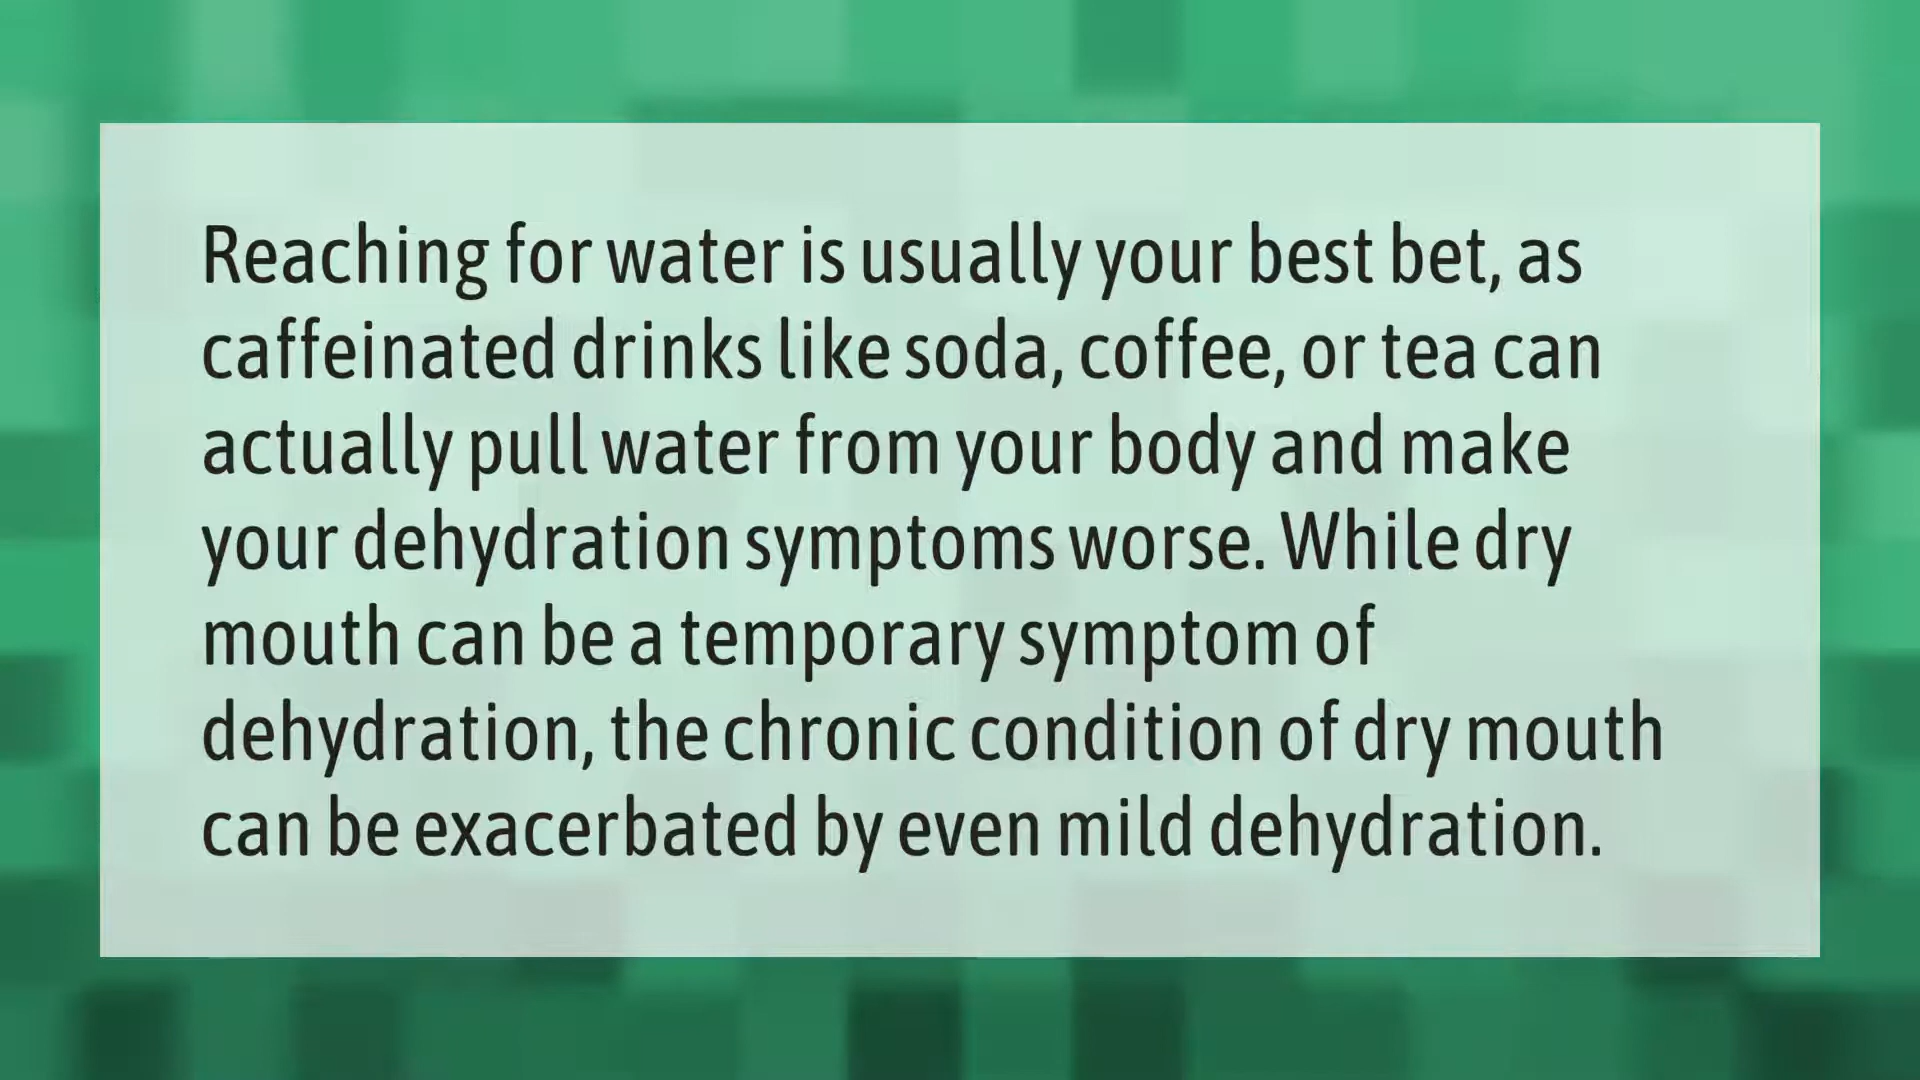 Reaching for water is usually your best bet, as
caffeinated drinks like soda, coffee, or tea can
actually pull water from your body and make
your dehydration symptoms worse. While dry
mouth can be a temporary symptom of
dehydration, the chronic condition of dry mouth
can be exacerbated by even mild dehydration.